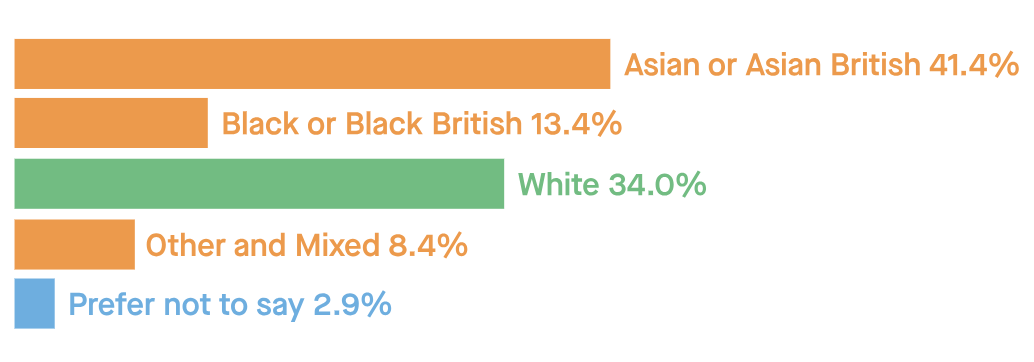 Asian or Asian British 41.4%
Black or Black British 13.4%
White 34.0%
Other and Mixed 8.4%
Prefer not to say 2.9%